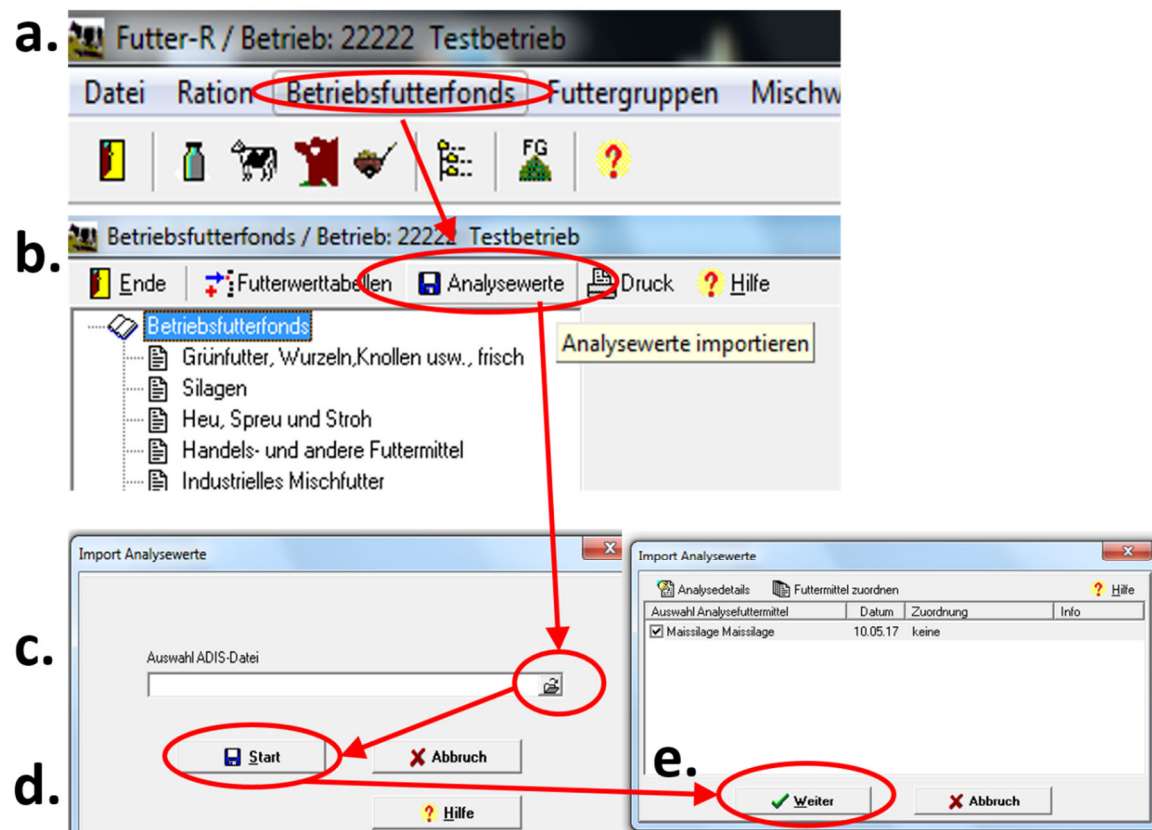 a.
Futter-R / Betrieb: 22222 Testbetrieb
Datei Ration Betriebsfutterfonds Futtergruppen Mischw
FG
?
b.
Betriebsfutterfonds / Betrieb: 22222 Testbetrieb
Ende Futterwerttabellen Analysewerte Druck ? Hilfe
Betriebsfutterfonds
Analysewerte importieren
Grünfutter, Wurzeln,Knollen usw., frisch
Silagen
Heu, Spreu und Stroh
Handels- und andere Futtermittel
Industrielles Mischfutter
Import Analysewerte
c.
Auswahl ADIS-Datei
Start Abbruch
d.
? Hilfe
Import Analysewerte
Analysedetails Futtermittel zuordnen ? Hilfe
Auswahl Analysefuttermittel Datum Zuordnung Info
Maissilage Maissilage 10.05.17 keine
e.
Weiter Abbruch